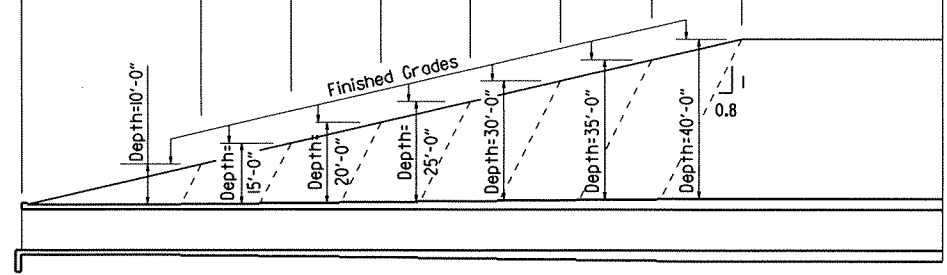 Finished Grades
Depth=10'-0"
Depth=
15'-0"
Depth=
20'-0"
Depth=
25'-0"
Depth=30'-0"
Depth=35'-0"
Depth=40'-0"
1
0.8